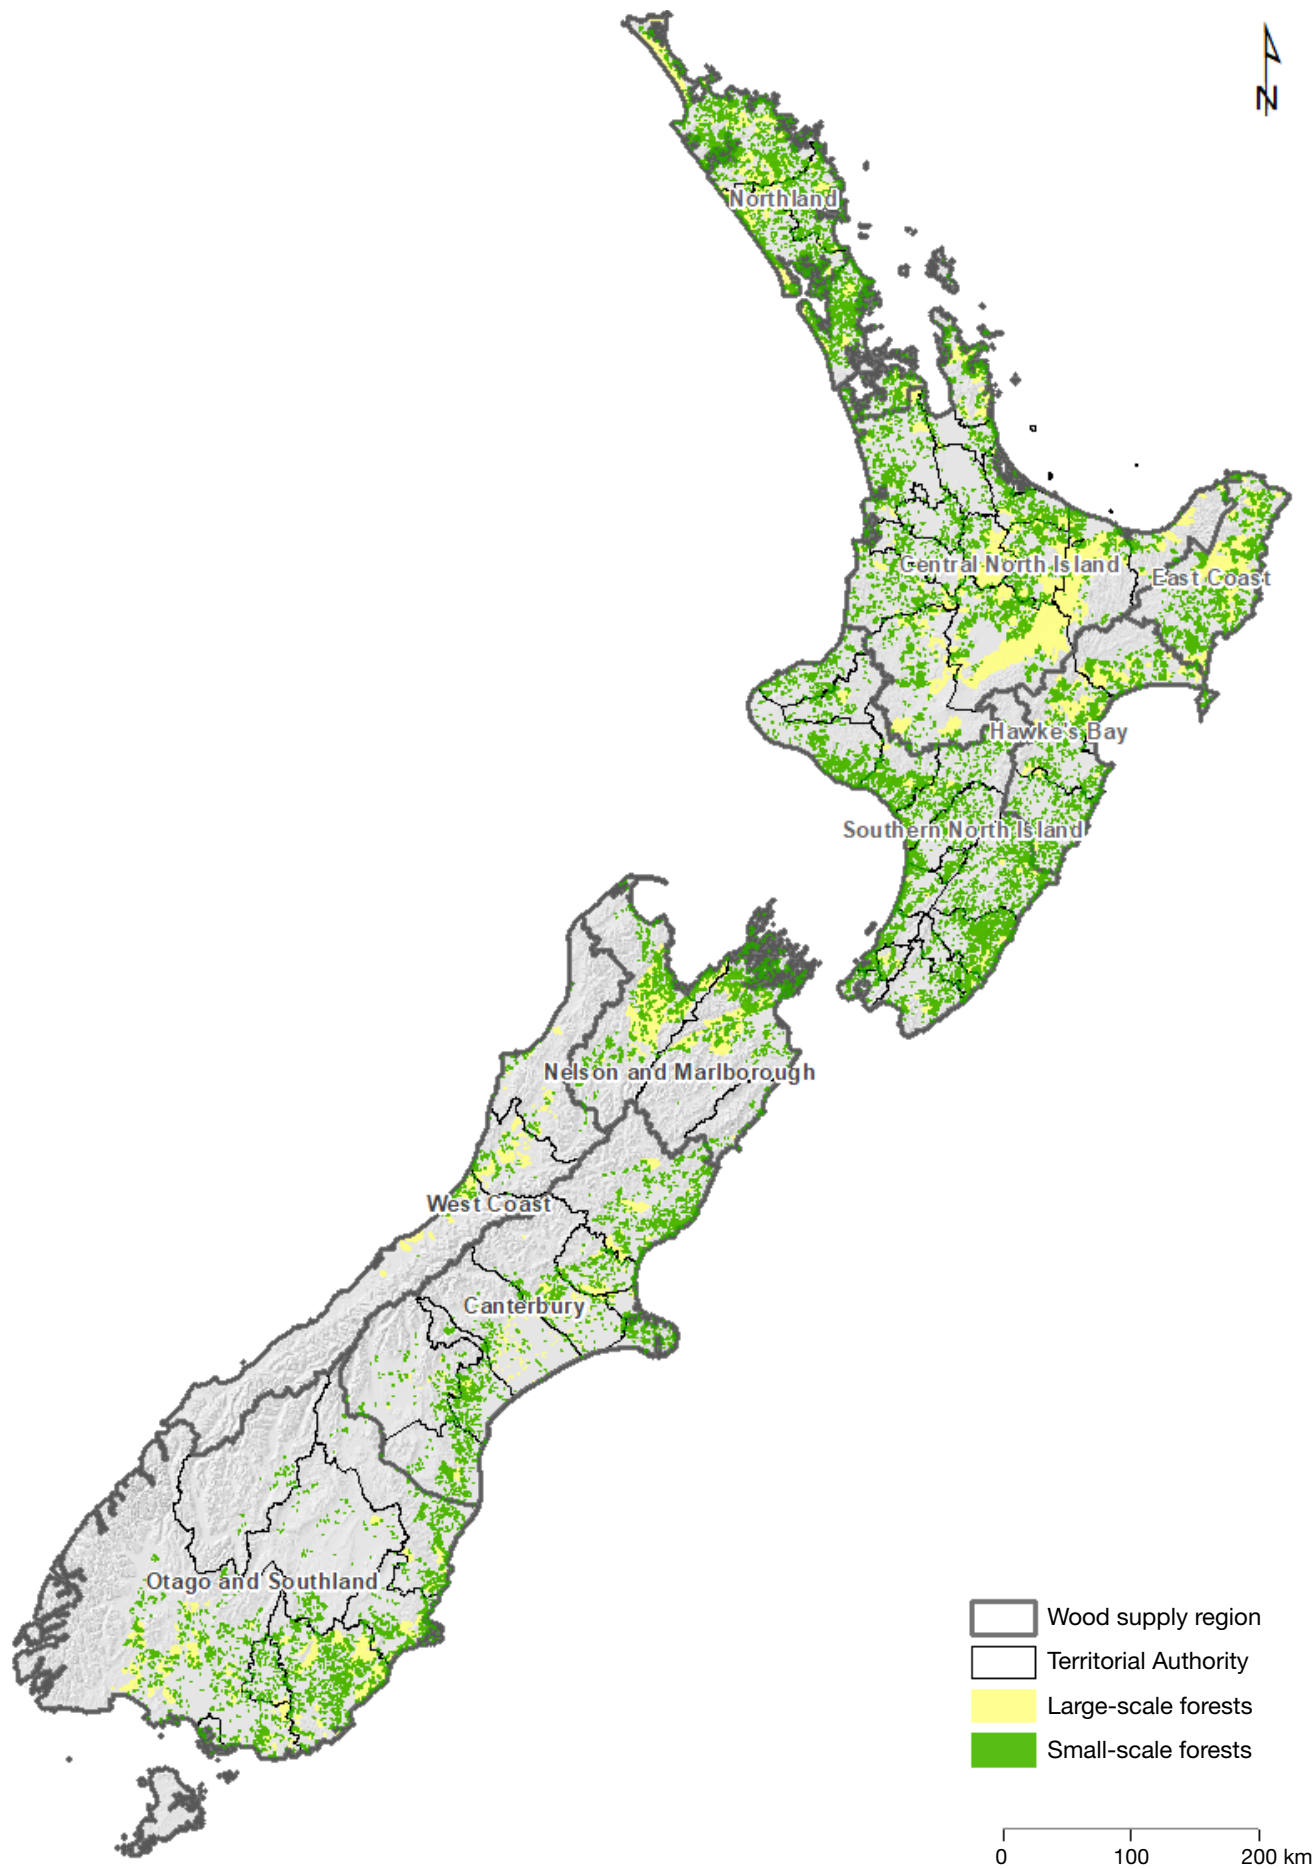 N
Northland
Central North Island
East Coast
Hawke's Bay
Southern North Island
Nelson and Marlborough
West Coast
Canterbury
Otago and Southland
Wood supply region
Territorial Authority
Large-scale forests
Small-scale forests
0 100 200 km